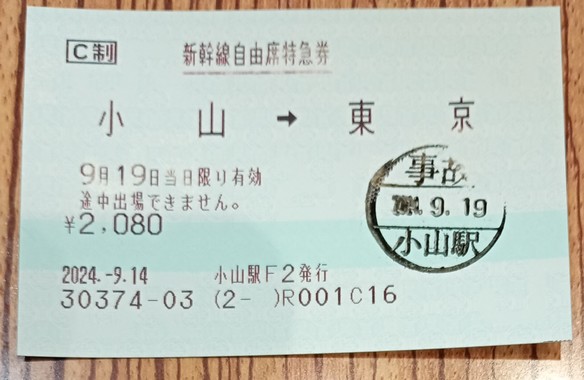 C制 新幹線自由席特急券
小山 → 東京
9月19日当日限り有効
途中出場できません。
¥2,080
事故
2024.9.19
小山駅
2024.-9.14 小山駅F2発行
30374-03 (2- )R001C16